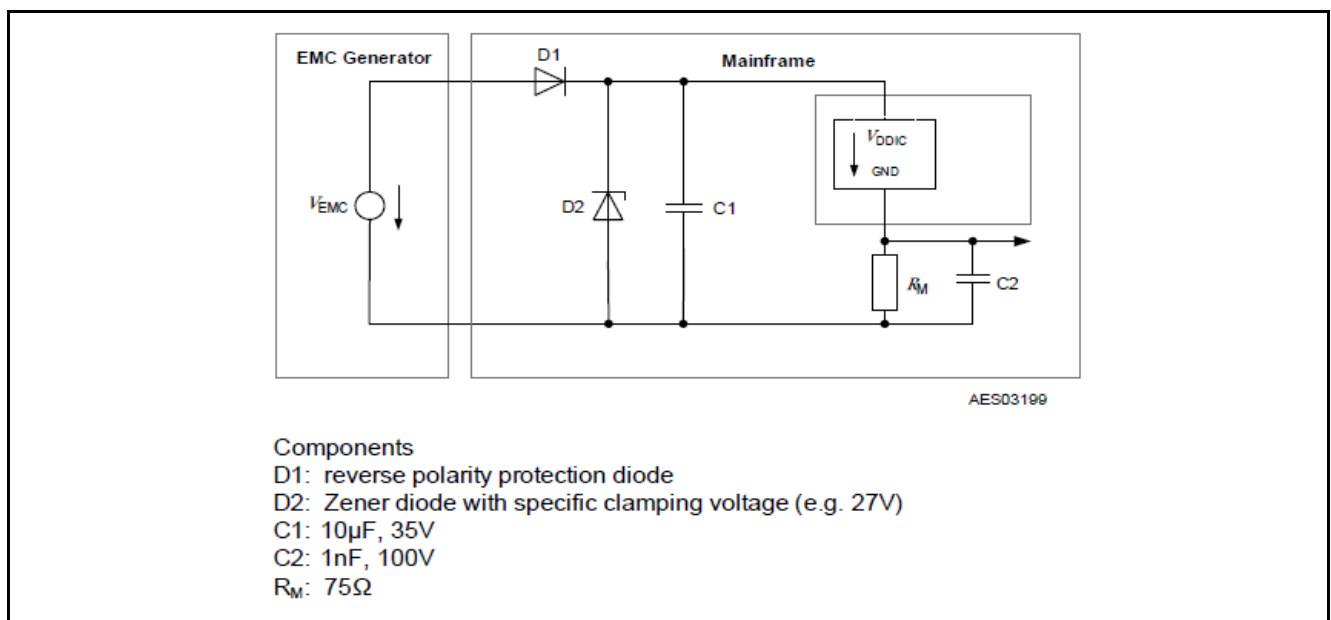 EMC Generator
D1
Mainframe
VDDIC
GND
VEMC
D2
C1
RM
C2
AES03199
Components
D1: reverse polarity protection diode
D2: Zener diode with specific clamping voltage (e.g. 27V)
C1: 10µF, 35V
C2: 1nF, 100V
RM: 75Ω